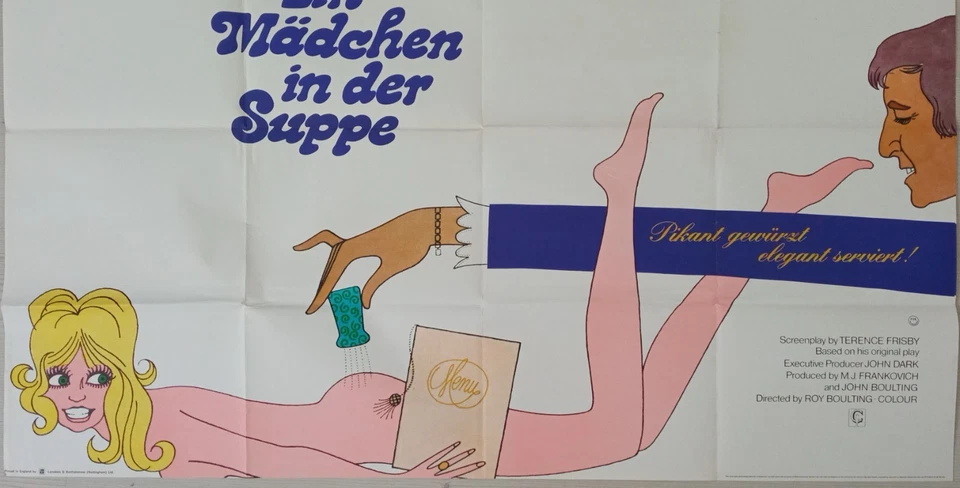 Ein
Mädchen
in der
Suppe
Pikant gewürzt
elegant serviert!
Menu
Screenplay by TERENCE FRISBY
Based on his original play
Executive Producer JOHN DARK
Produced by M.J. FRANKOVICH
and JOHN BOULTING
Directed by ROY BOULTING · COLOUR